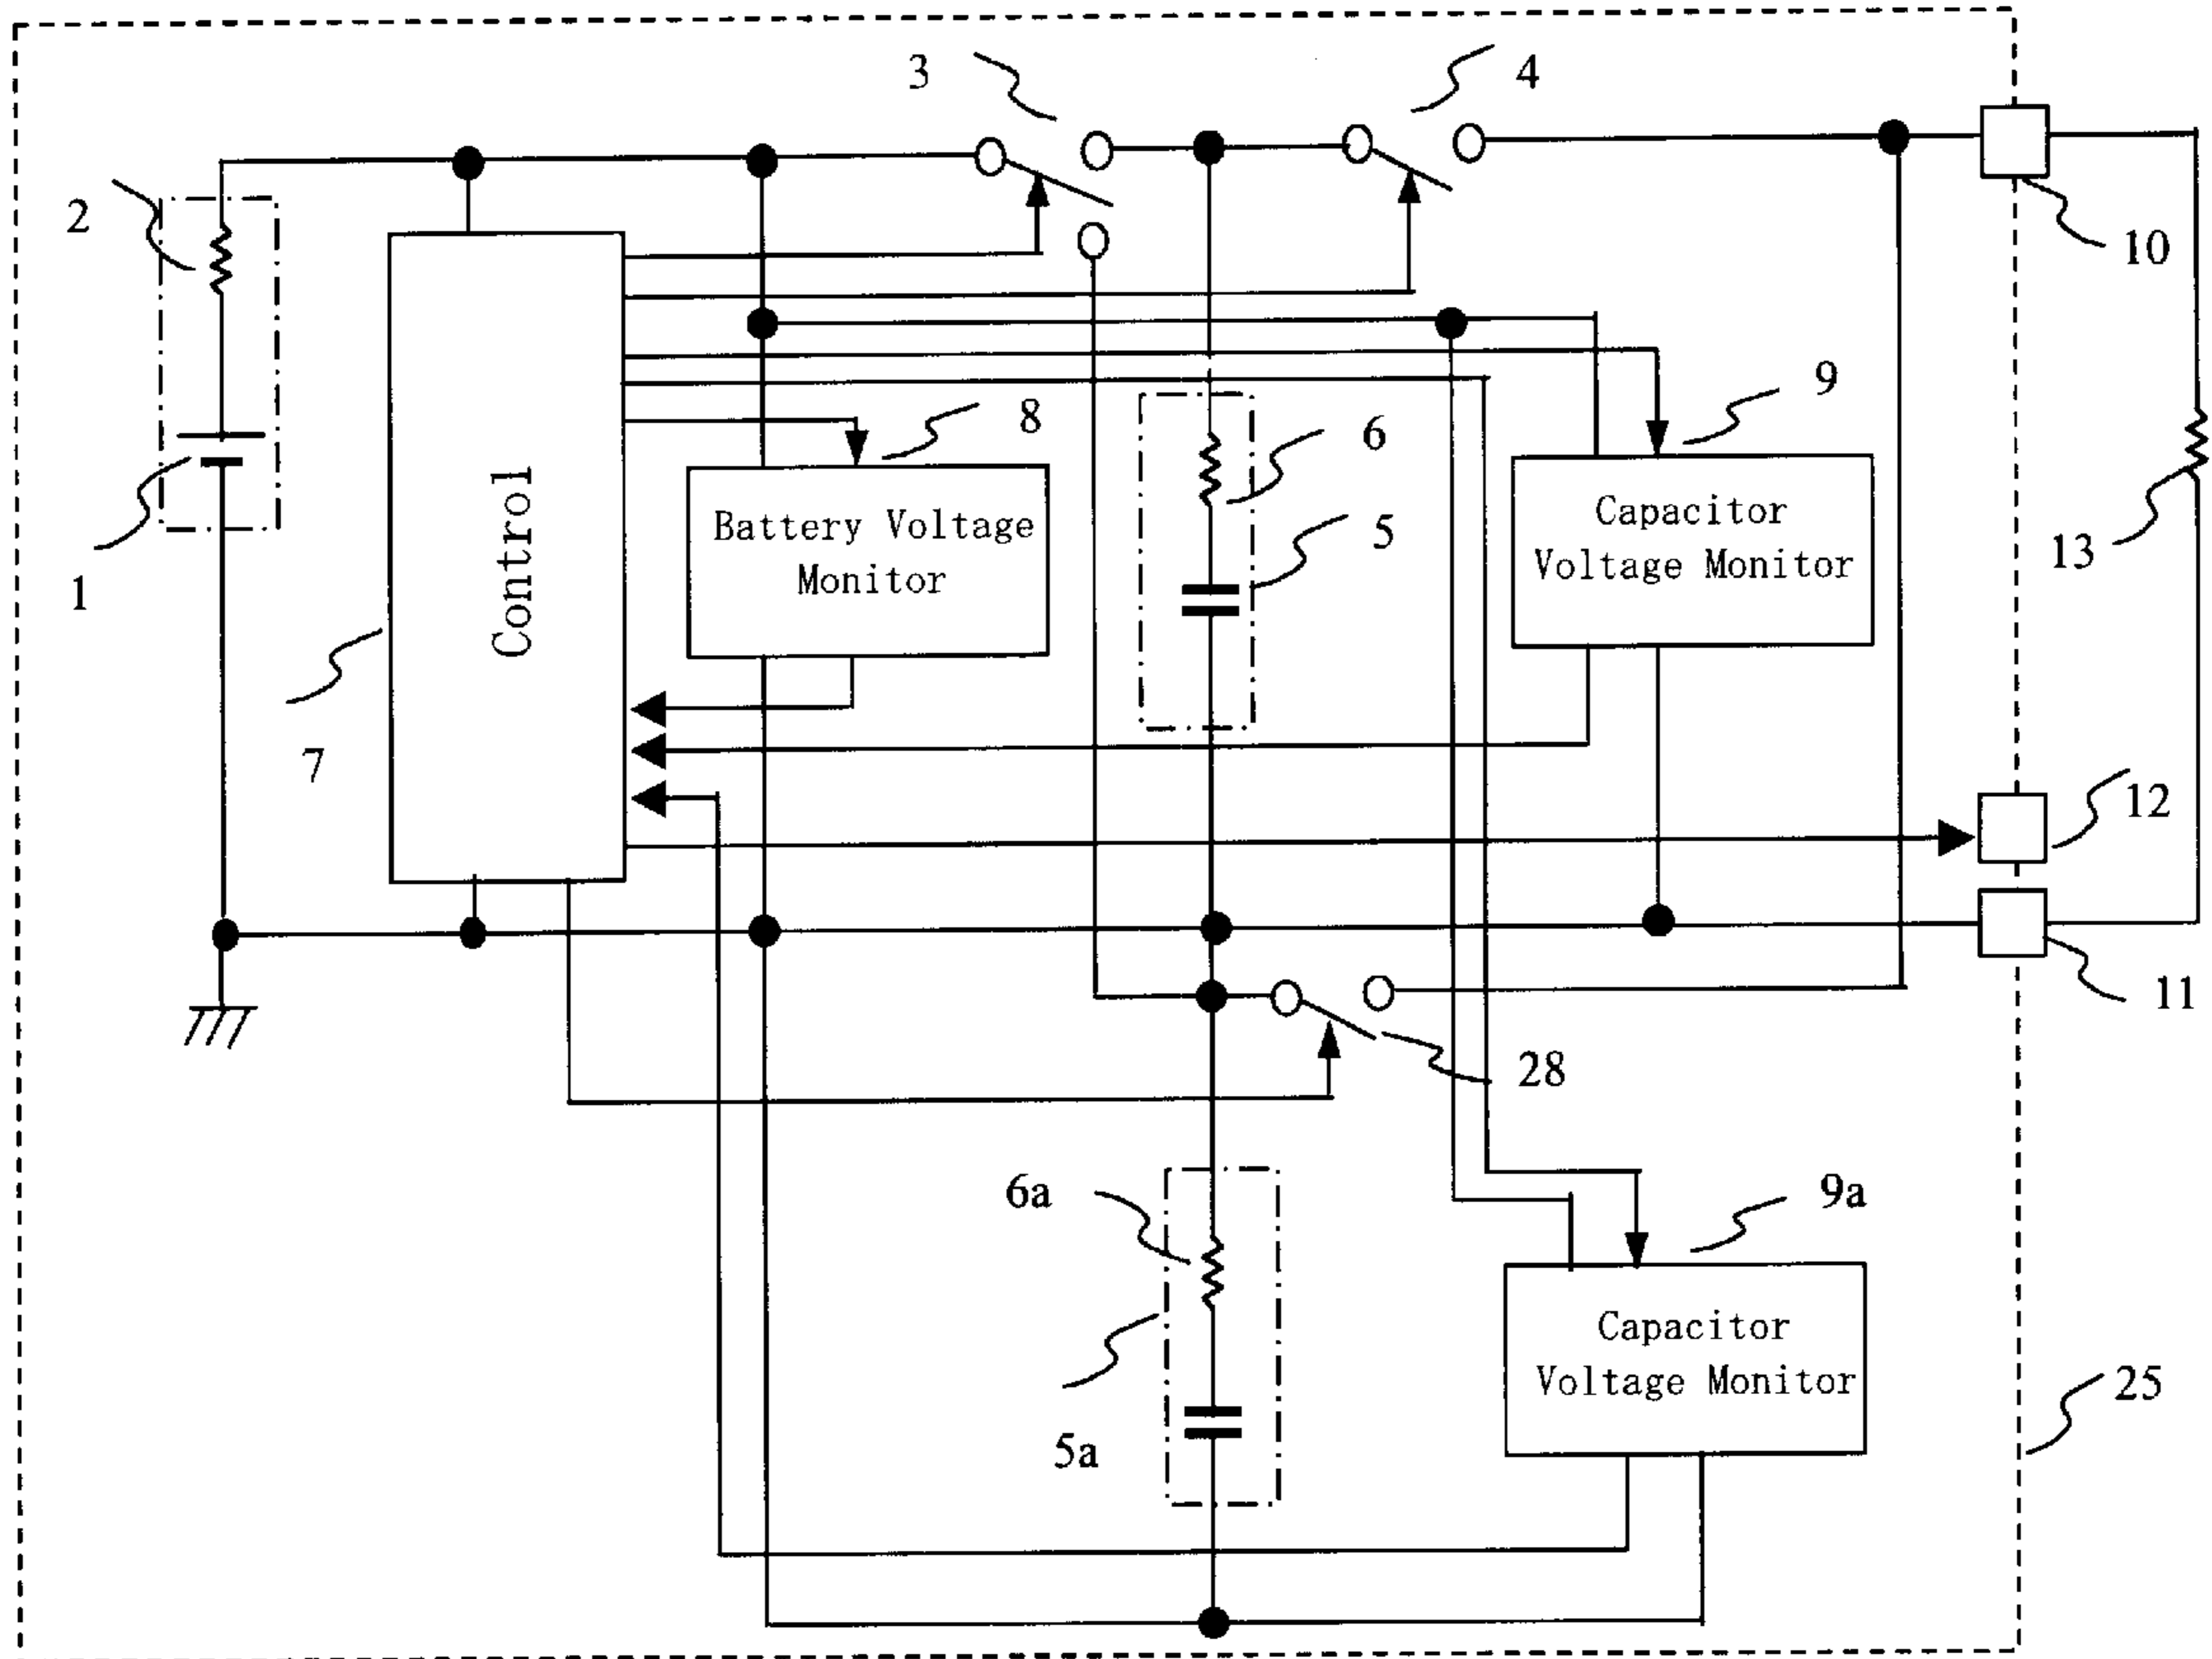 3
4
2
10
9
8
6
Battery Voltage
Monitor
Capacitor
Voltage Monitor
5
13
1
Control
7
12
11
28
6a
9a
Capacitor
Voltage Monitor
25
5a